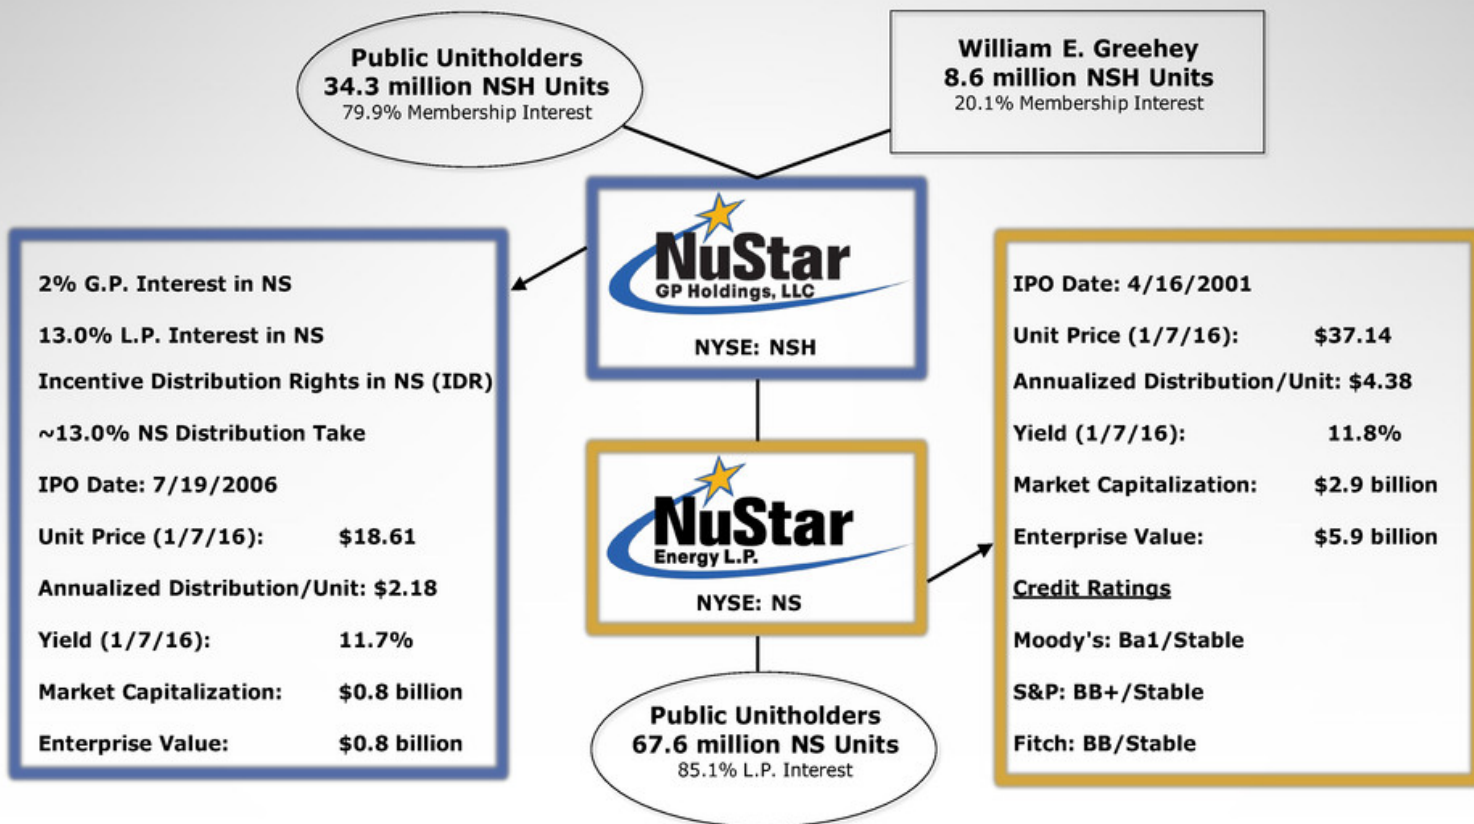 Public Unitholders
34.3 million NSH Units
79.9% Membership Interest
William E. Greehey
8.6 million NSH Units
20.1% Membership Interest
NuStar
GP Holdings, LLC
NYSE: NSH
2% G.P. Interest in NS
13.0% L.P. Interest in NS
Incentive Distribution Rights in NS (IDR)
~13.0% NS Distribution Take
IPO Date: 7/19/2006
Unit Price (1/7/16): $18.61
Annualized Distribution/Unit: $2.18
Yield (1/7/16): 11.7%
Market Capitalization: $0.8 billion
Enterprise Value: $0.8 billion
NuStar
Energy L.P.
NYSE: NS
IPO Date: 4/16/2001
Unit Price (1/7/16): $37.14
Annualized Distribution/Unit: $4.38
Yield (1/7/16): 11.8%
Market Capitalization: $2.9 billion
Enterprise Value: $5.9 billion
Credit Ratings
Moody's: Ba1/Stable
S&P: BB+/Stable
Fitch: BB/Stable
Public Unitholders
67.6 million NS Units
85.1% L.P. Interest